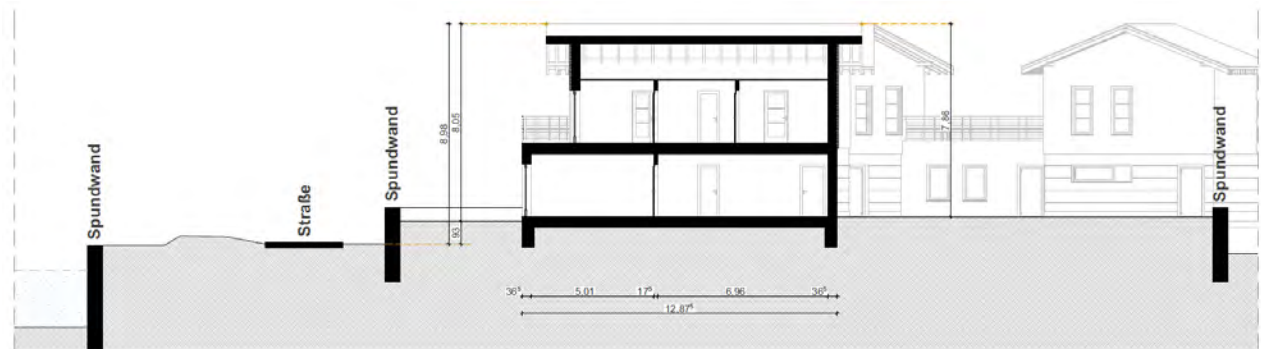 Spundwand
Straße
Spundwand
8,98
8,05
93
7,86
Spundwand
36⁵
5,01
17⁵
6,96
36⁵
12,87⁵